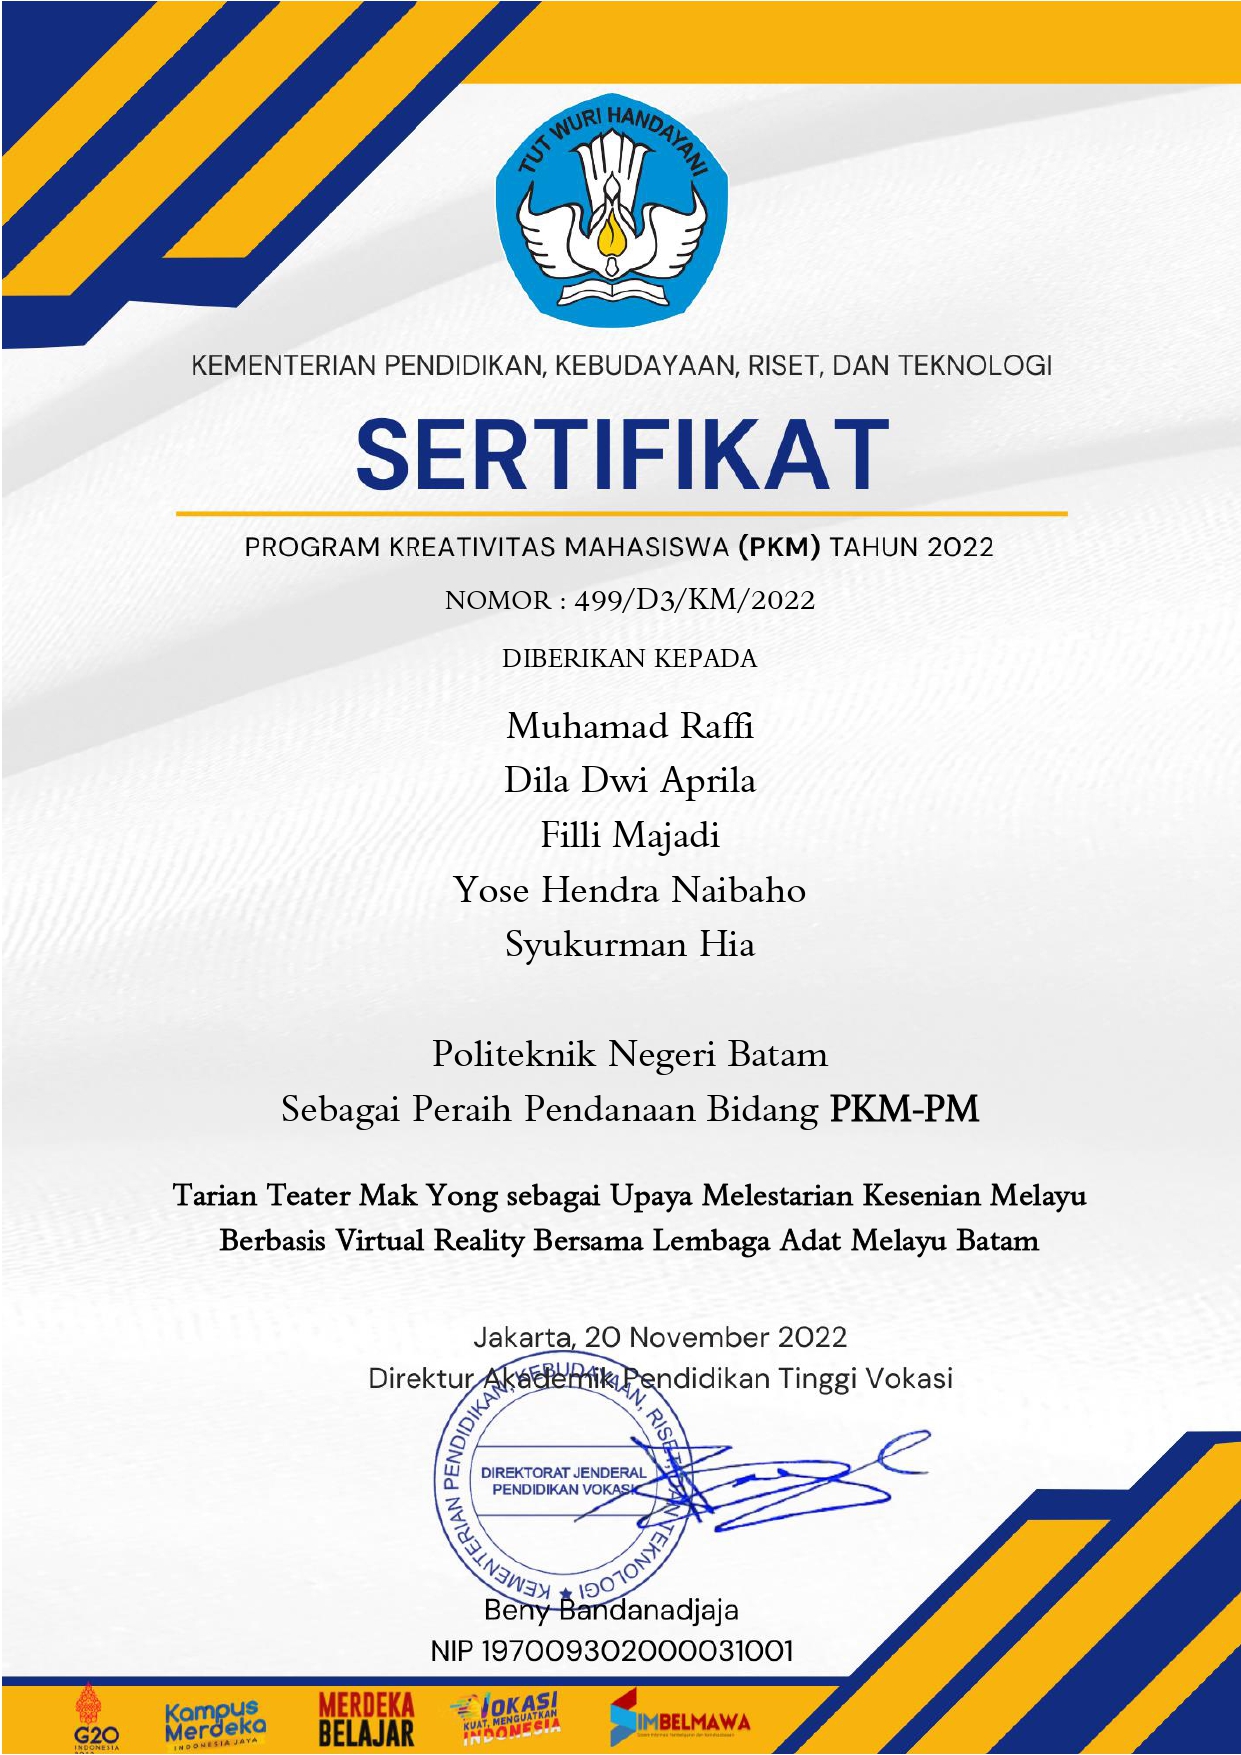 TUT WURI HANDAYANI
KEMENTERIAN PENDIDIKAN, KEBUDAYAAN, RISET, DAN TEKNOLOGI
SERTIFIKAT
PROGRAM KREATIVITAS MAHASISWA (PKM) TAHUN 2022
NOMOR : 499/D3/KM/2022
DIBERIKAN KEPADA
Muhamad Raffi
Dila Dwi Aprila
Filli Majadi
Yose Hendra Naibaho
Syukurman Hia
Politeknik Negeri Batam
Sebagai Peraih Pendanaan Bidang PKM-PM
Tarian Teater Mak Yong sebagai Upaya Melestarian Kesenian Melayu
Berbasis Virtual Reality Bersama Lembaga Adat Melayu Batam
Jakarta, 20 November 2022
Direktur Akademik Pendidikan Tinggi Vokasi
KEMENTERIAN PENDIDIKAN, KEBUDAYAAN, RISET, DAN TEKNOLOGI
DIREKTORAT JENDERAL
PENDIDIKAN VOKASI
Beny Bandanadjaja
NIP 197009302000031001
G20
INDONESIA
Kampus
Merdeka
INDONESIA JAYA
MERDEKA
BELAJAR
VOKASI
KUAT, MENGUATKAN
INDONESIA
SIMBELMAWA